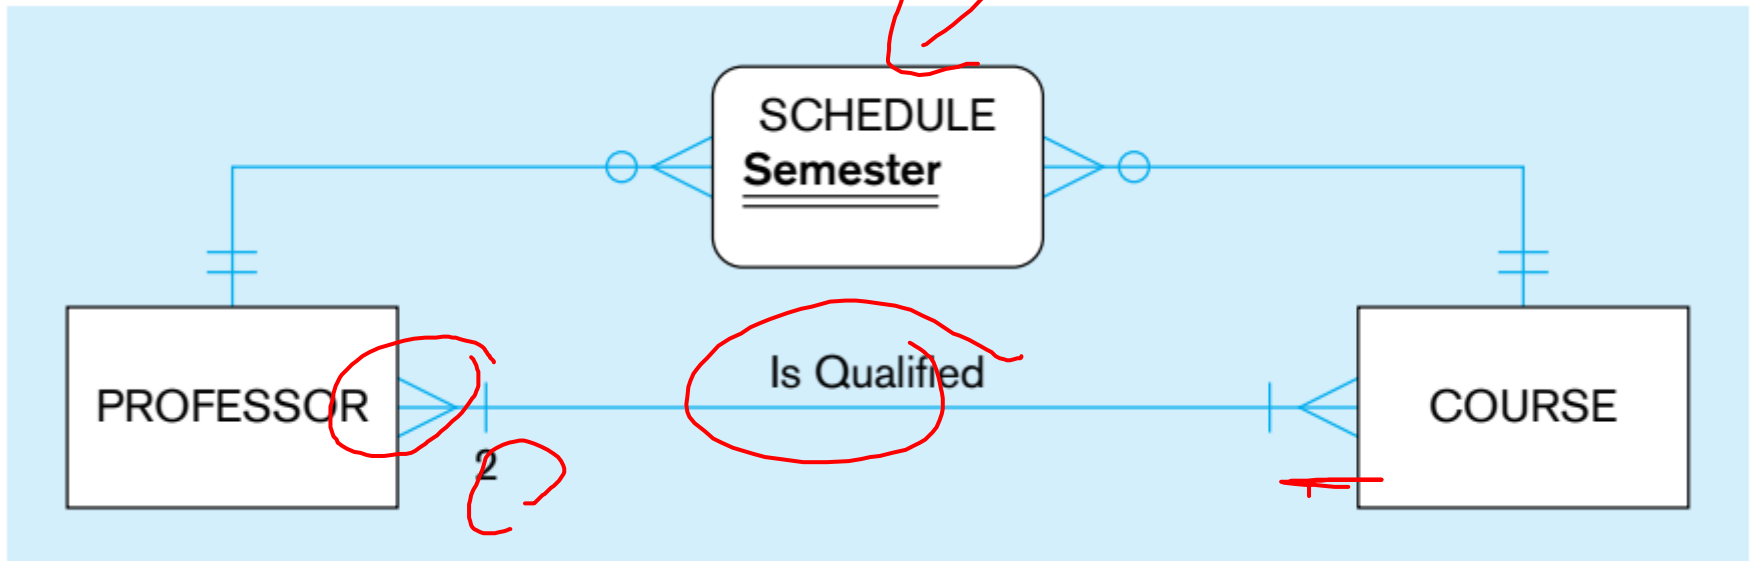 SCHEDULE
Semester
Is Qualified
PROFESSOR
COURSE
2